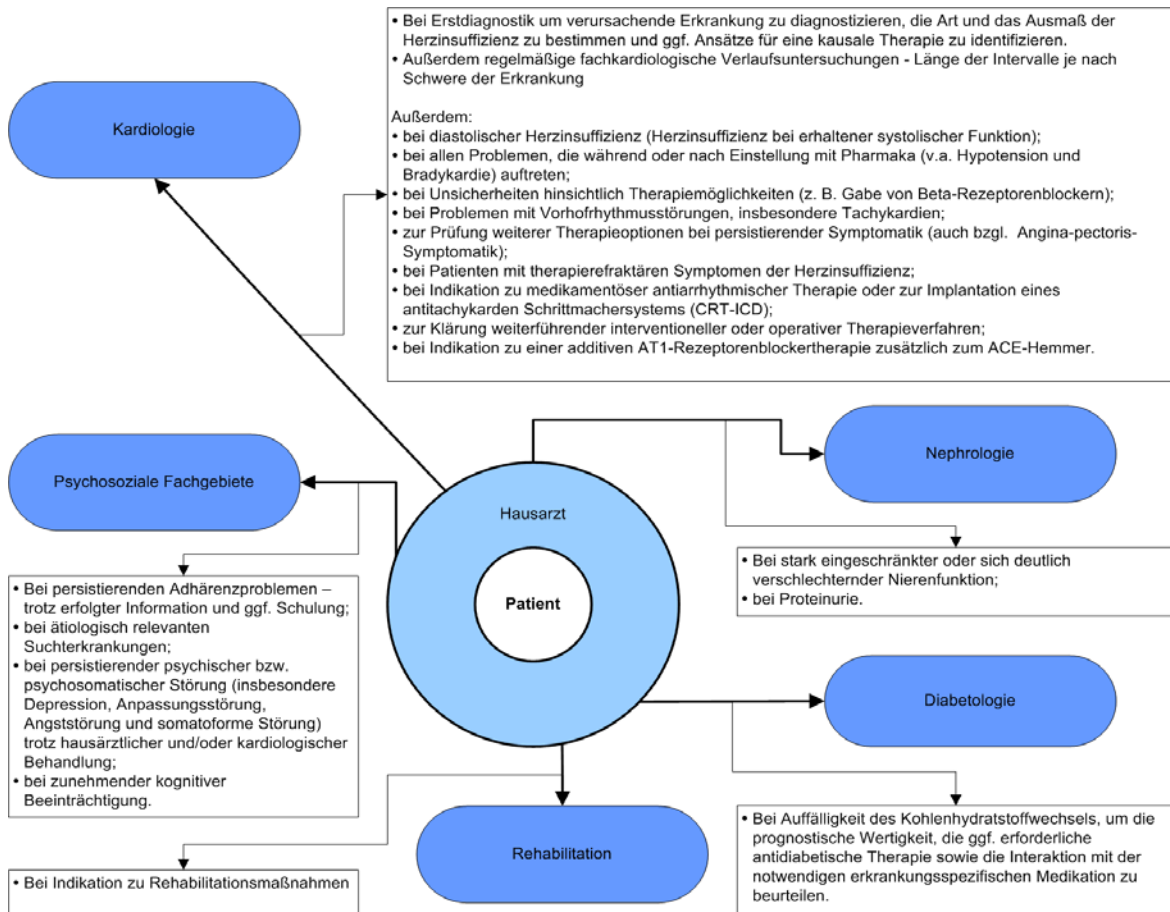 • Bei Erstdiagnostik um verursachende Erkrankung zu diagnostizieren, die Art und das Ausmaß der
Herzinsuffizienz zu bestimmen und ggf. Ansätze für eine kausale Therapie zu identifizieren.
• Außerdem regelmäßige fachkardiologische Verlaufsuntersuchungen - Länge der Intervalle je nach
Schwere der Erkrankung
Außerdem:
• bei diastolischer Herzinsuffizienz (Herzinsuffizienz bei erhaltener systolischer Funktion);
• bei allen Problemen, die während oder nach Einstellung mit Pharmaka (v.a. Hypotension und
Bradykardie) auftreten;
• bei Unsicherheiten hinsichtlich Therapiemöglichkeiten (z. B. Gabe von Beta-Rezeptorenblockern);
• bei Problemen mit Vorhofrhythmusstörungen, insbesondere Tachykardien;
• zur Prüfung weiterer Therapieoptionen bei persistierender Symptomatik (auch bzgl. Angina-pectoris-
Symptomatik);
• bei Patienten mit therapierefraktären Symptomen der Herzinsuffizienz;
• bei Indikation zu medikamentöser antiarrhythmischer Therapie oder zur Implantation eines
antitachykarden Schrittmachersystems (CRT-ICD);
• zur Klärung weiterführender interventioneller oder operativer Therapieverfahren;
• bei Indikation zu einer additiven AT1-Rezeptorenblockertherapie zusätzlich zum ACE-Hemmer.
Kardiologie
Nephrologie
Psychosoziale Fachgebiete
Hausarzt
Patient
• Bei stark eingeschränkter oder sich deutlich
verschlechternder Nierenfunktion;
• bei Proteinurie.
• Bei persistierenden Adhärenzproblemen –
trotz erfolgter Information und ggf. Schulung;
• bei ätiologisch relevanten
Suchterkrankungen;
• bei persistierender psychischer bzw.
psychosomatischer Störung (insbesondere
Depression, Anpassungsstörung,
Angststörung und somatoforme Störung)
trotz hausärztlicher und/oder kardiologischer
Behandlung;
• bei zunehmender kognitiver
Beeinträchtigung.
Diabetologie
• Bei Auffälligkeit des Kohlenhydratstoffwechsels, um die
prognostische Wertigkeit, die ggf. erforderliche
antidiabetische Therapie sowie die Interaktion mit der
notwendigen erkrankungsspezifischen Medikation zu
beurteilen.
Rehabilitation
• Bei Indikation zu Rehabilitationsmaßnahmen